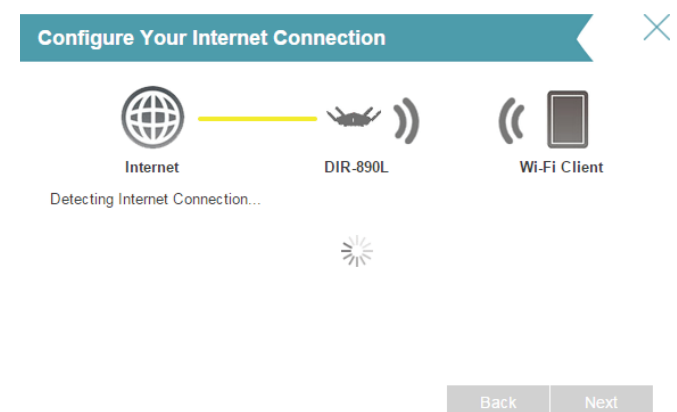 Configure Your Internet Connection
Internet
DIR-890L
Wi-Fi Client
Detecting Internet Connection...
Back
Next